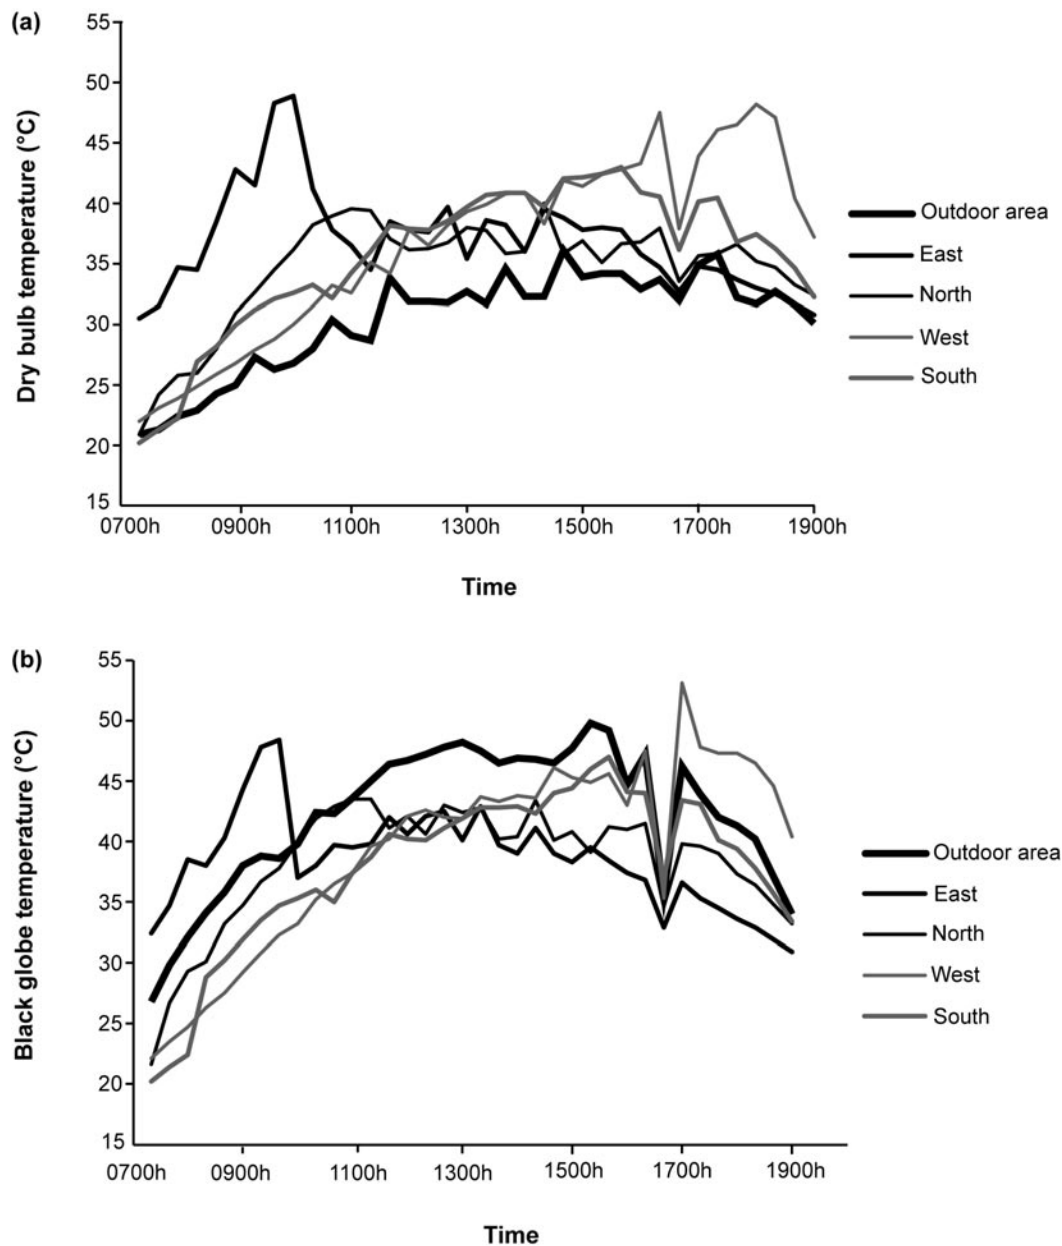 (a)
Dry bulb temperature (°C)
55
50
45
40
35
30
25
20
15
0700h 0900h 1100h 1300h 1500h 1700h 1900h
Time
Outdoor area
East
North
West
South
(b)
Black globe temperature (°C)
55
50
45
40
35
30
25
20
15
0700h 0900h 1100h 1300h 1500h 1700h 1900h
Time
Outdoor area
East
North
West
South